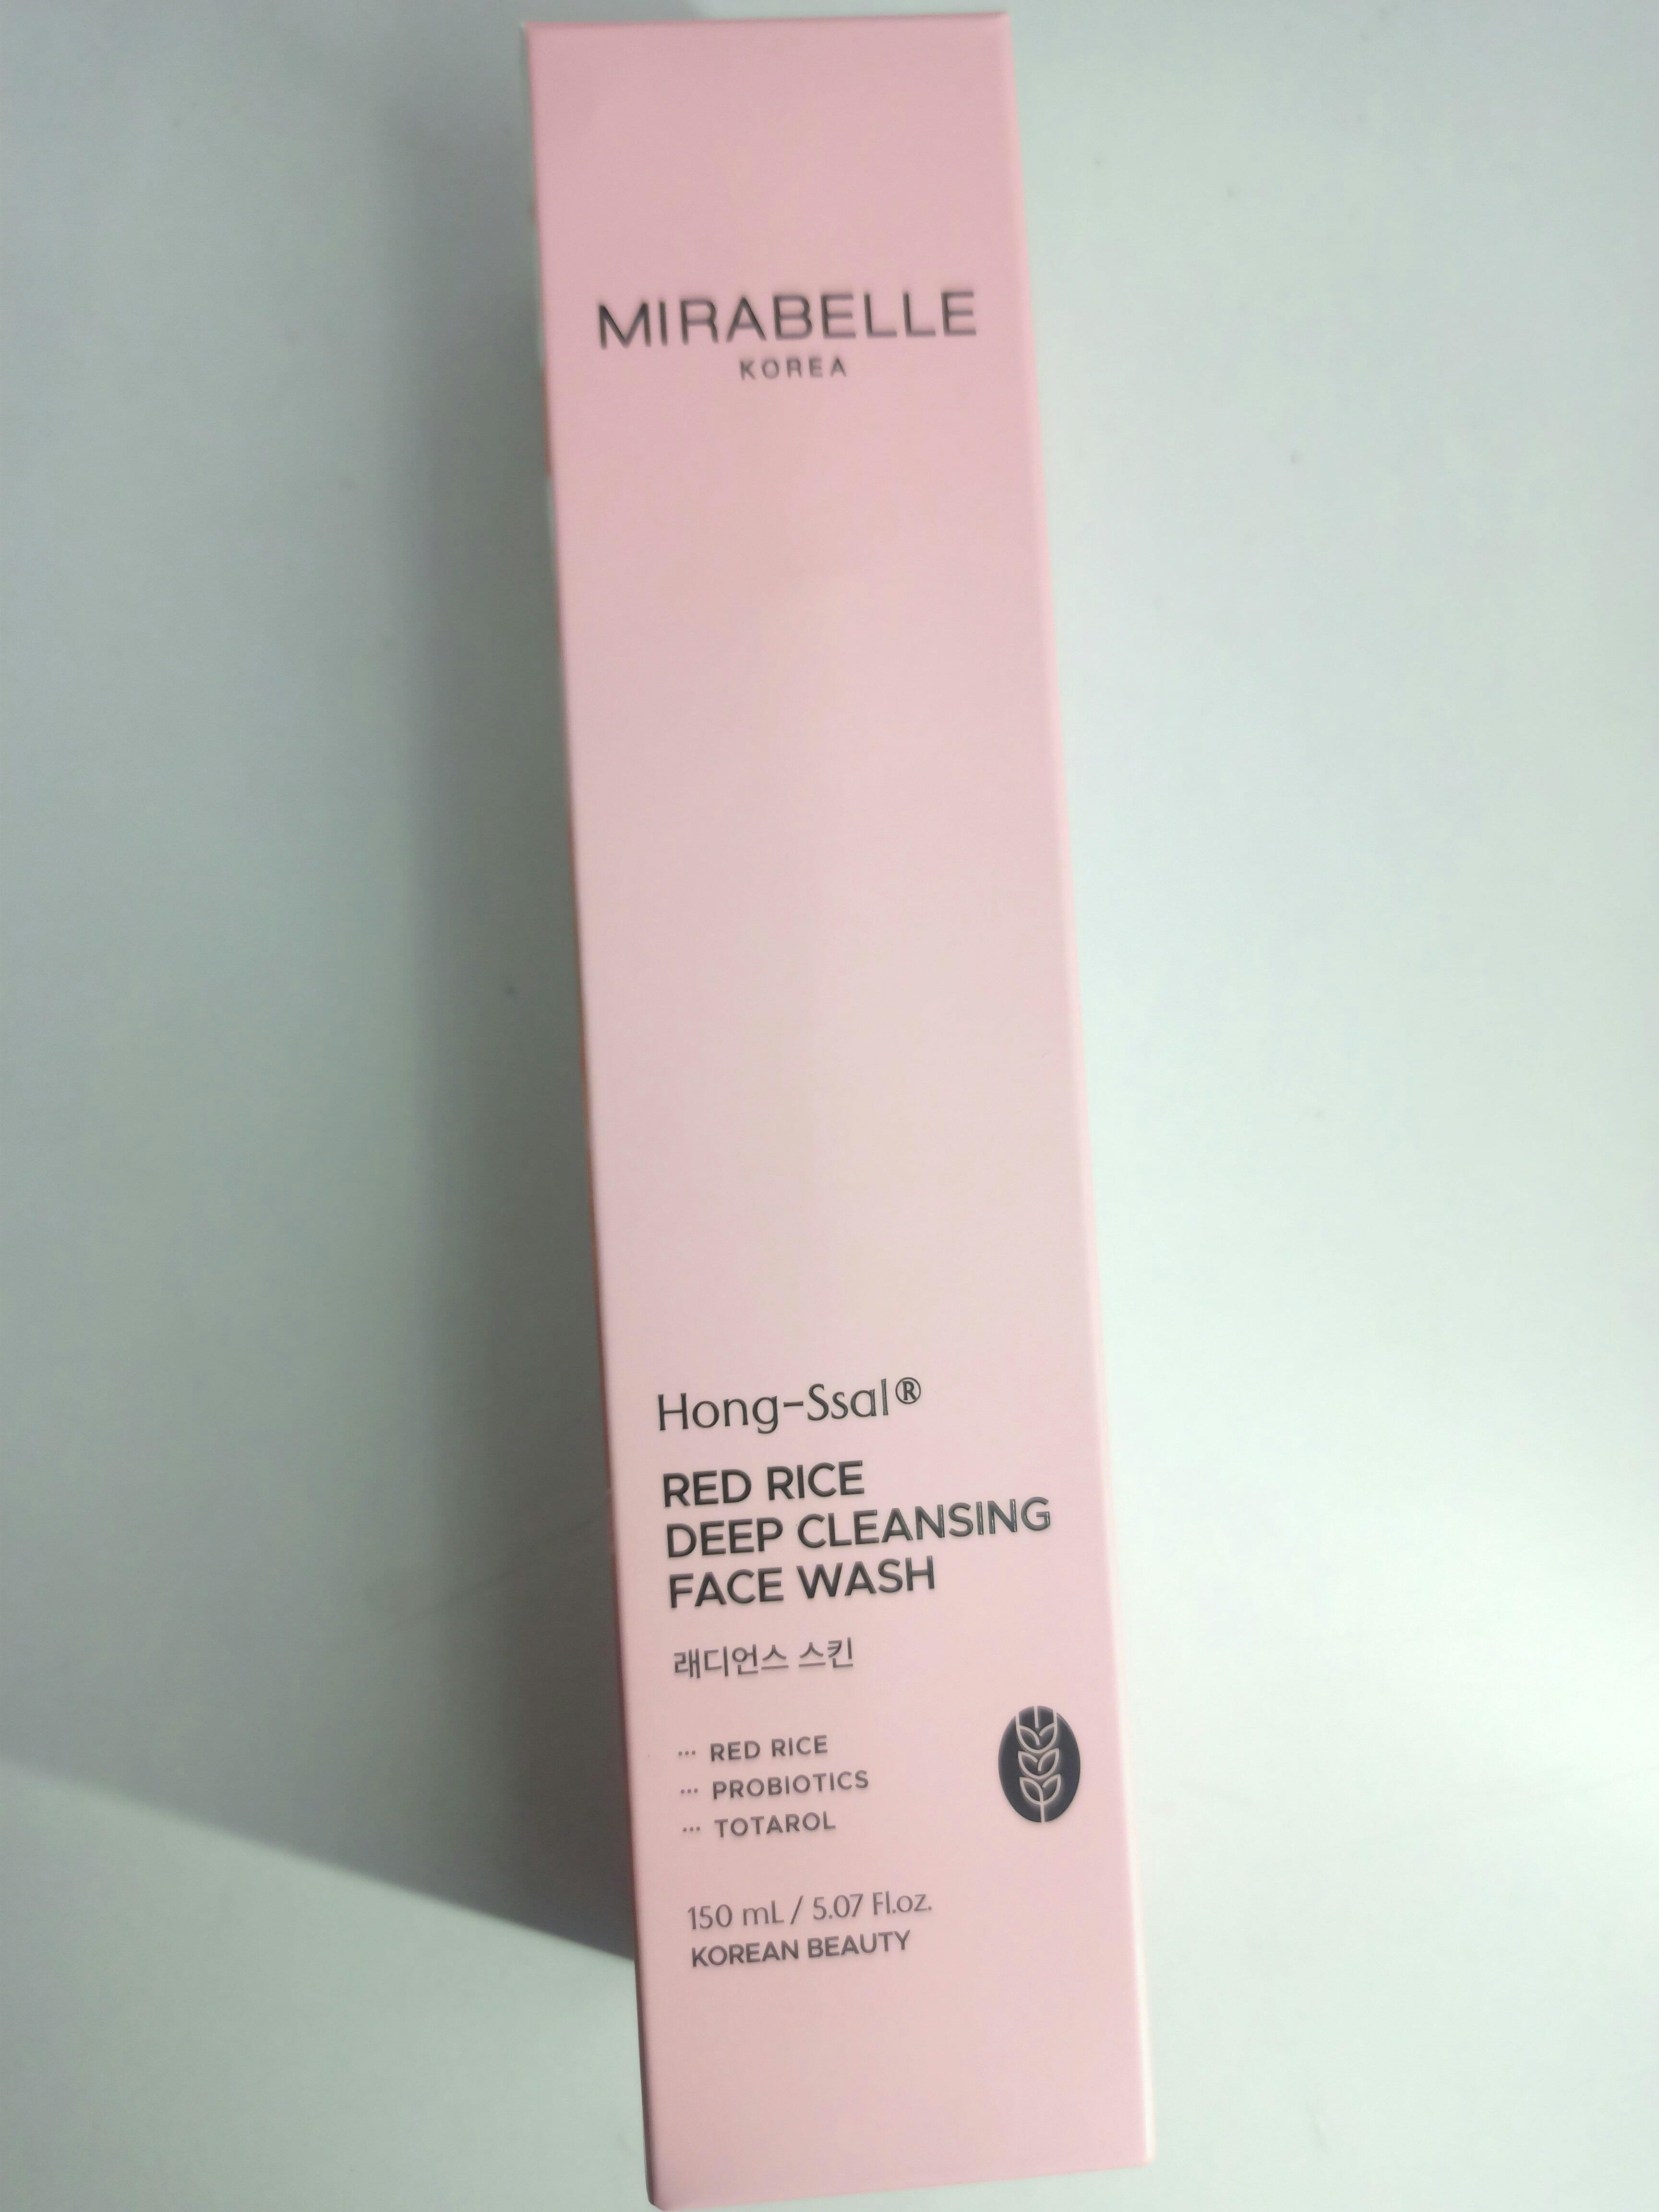 MIRABELLE
KOREA
Hong-Ssal®
RED RICE
DEEP CLEANSING
FACE WASH
래디언스 스킨
··· RED RICE
··· PROBIOTICS
··· TOTAROL
150 mL / 5.07 Fl.oz.
KOREAN BEAUTY